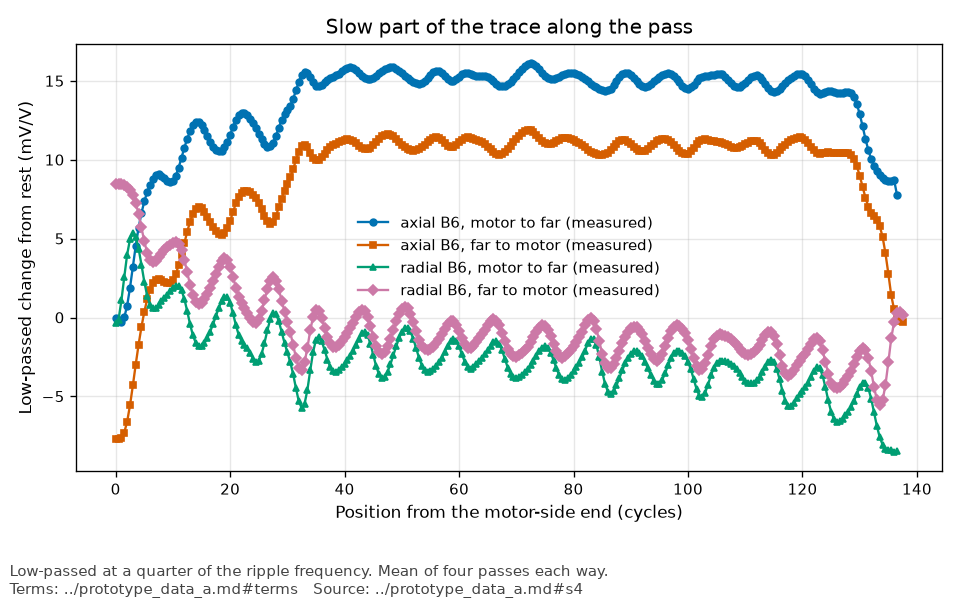 Slow part of the trace along the pass
Low-passed change from rest (mV/V)
15
10
5
0
−5
axial B6, motor to far (measured)
axial B6, far to motor (measured)
radial B6, motor to far (measured)
radial B6, far to motor (measured)
0 20 40 60 80 100 120 140
Position from the motor-side end (cycles)
Low-passed at a quarter of the ripple frequency. Mean of four passes each way.
Terms: ../prototype_data_a.md#terms Source: ../prototype_data_a.md#s4